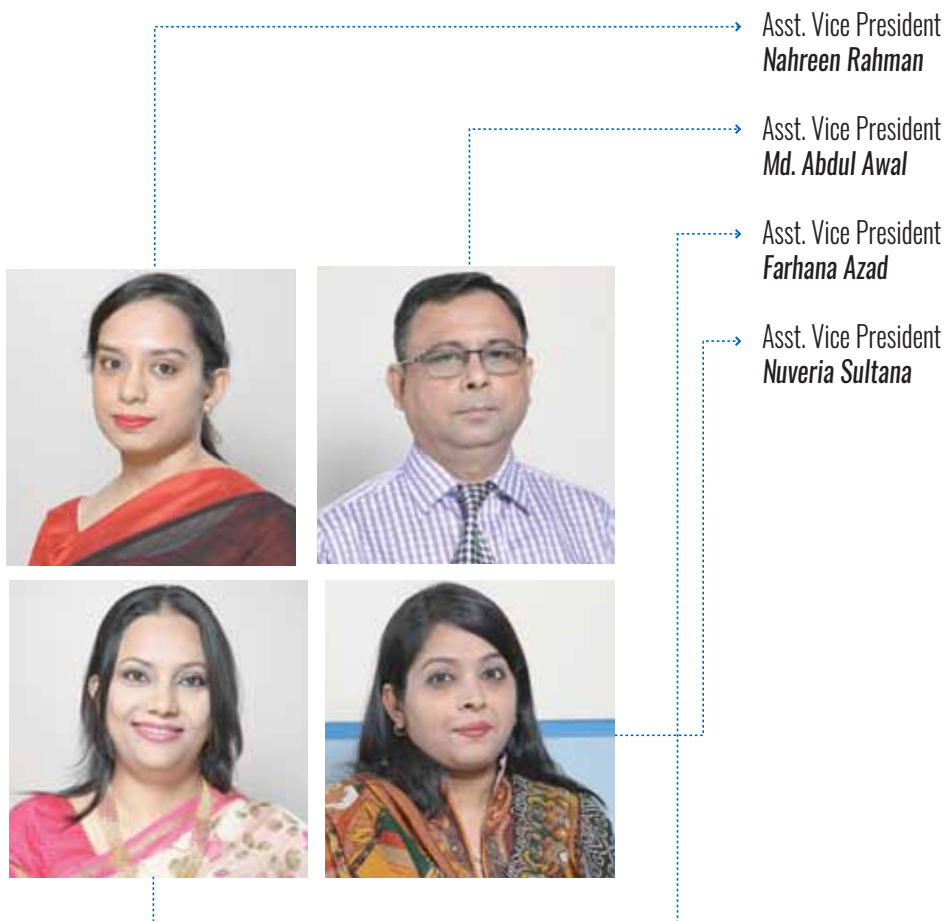 Asst. Vice President
Nahreen Rahman
Asst. Vice President
Md. Abdul Awal
Asst. Vice President
Farhana Azad
Asst. Vice President
Nuveria Sultana